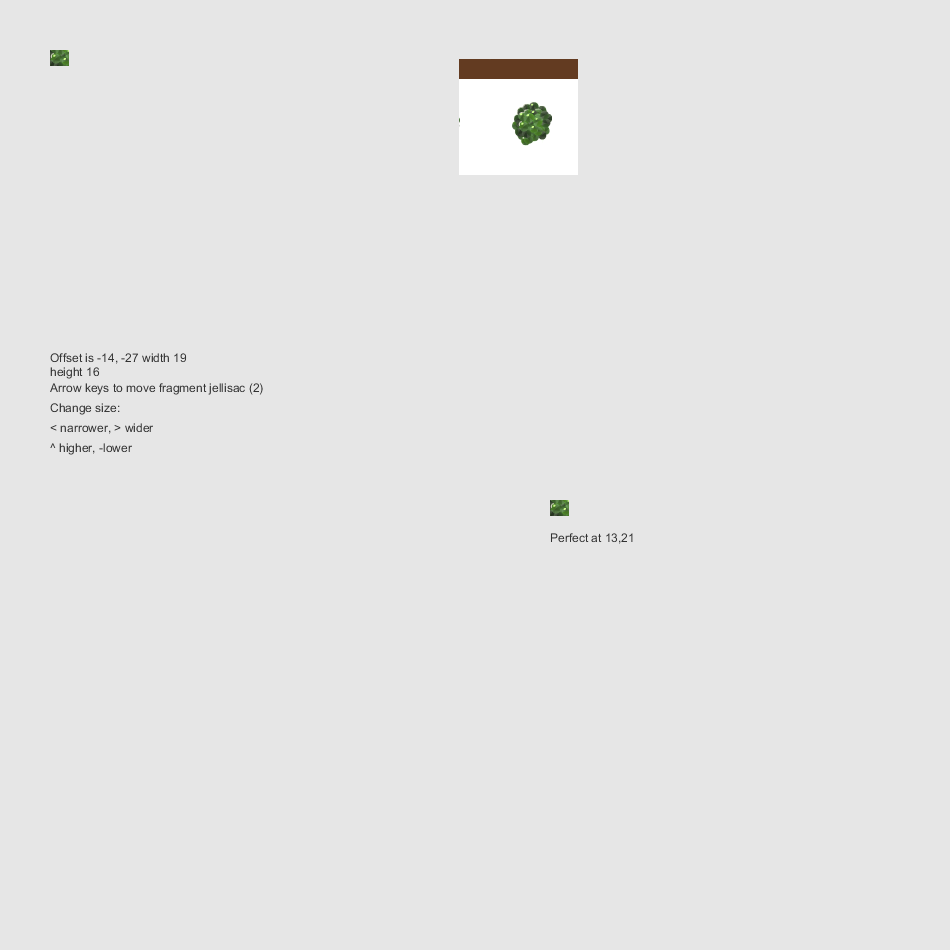 Offset is -14, -27 width 19
height 16
Arrow keys to move fragment jellisac (2)
Change size:
< narrower, > wider
^ higher, -lower
Perfect at 13,21